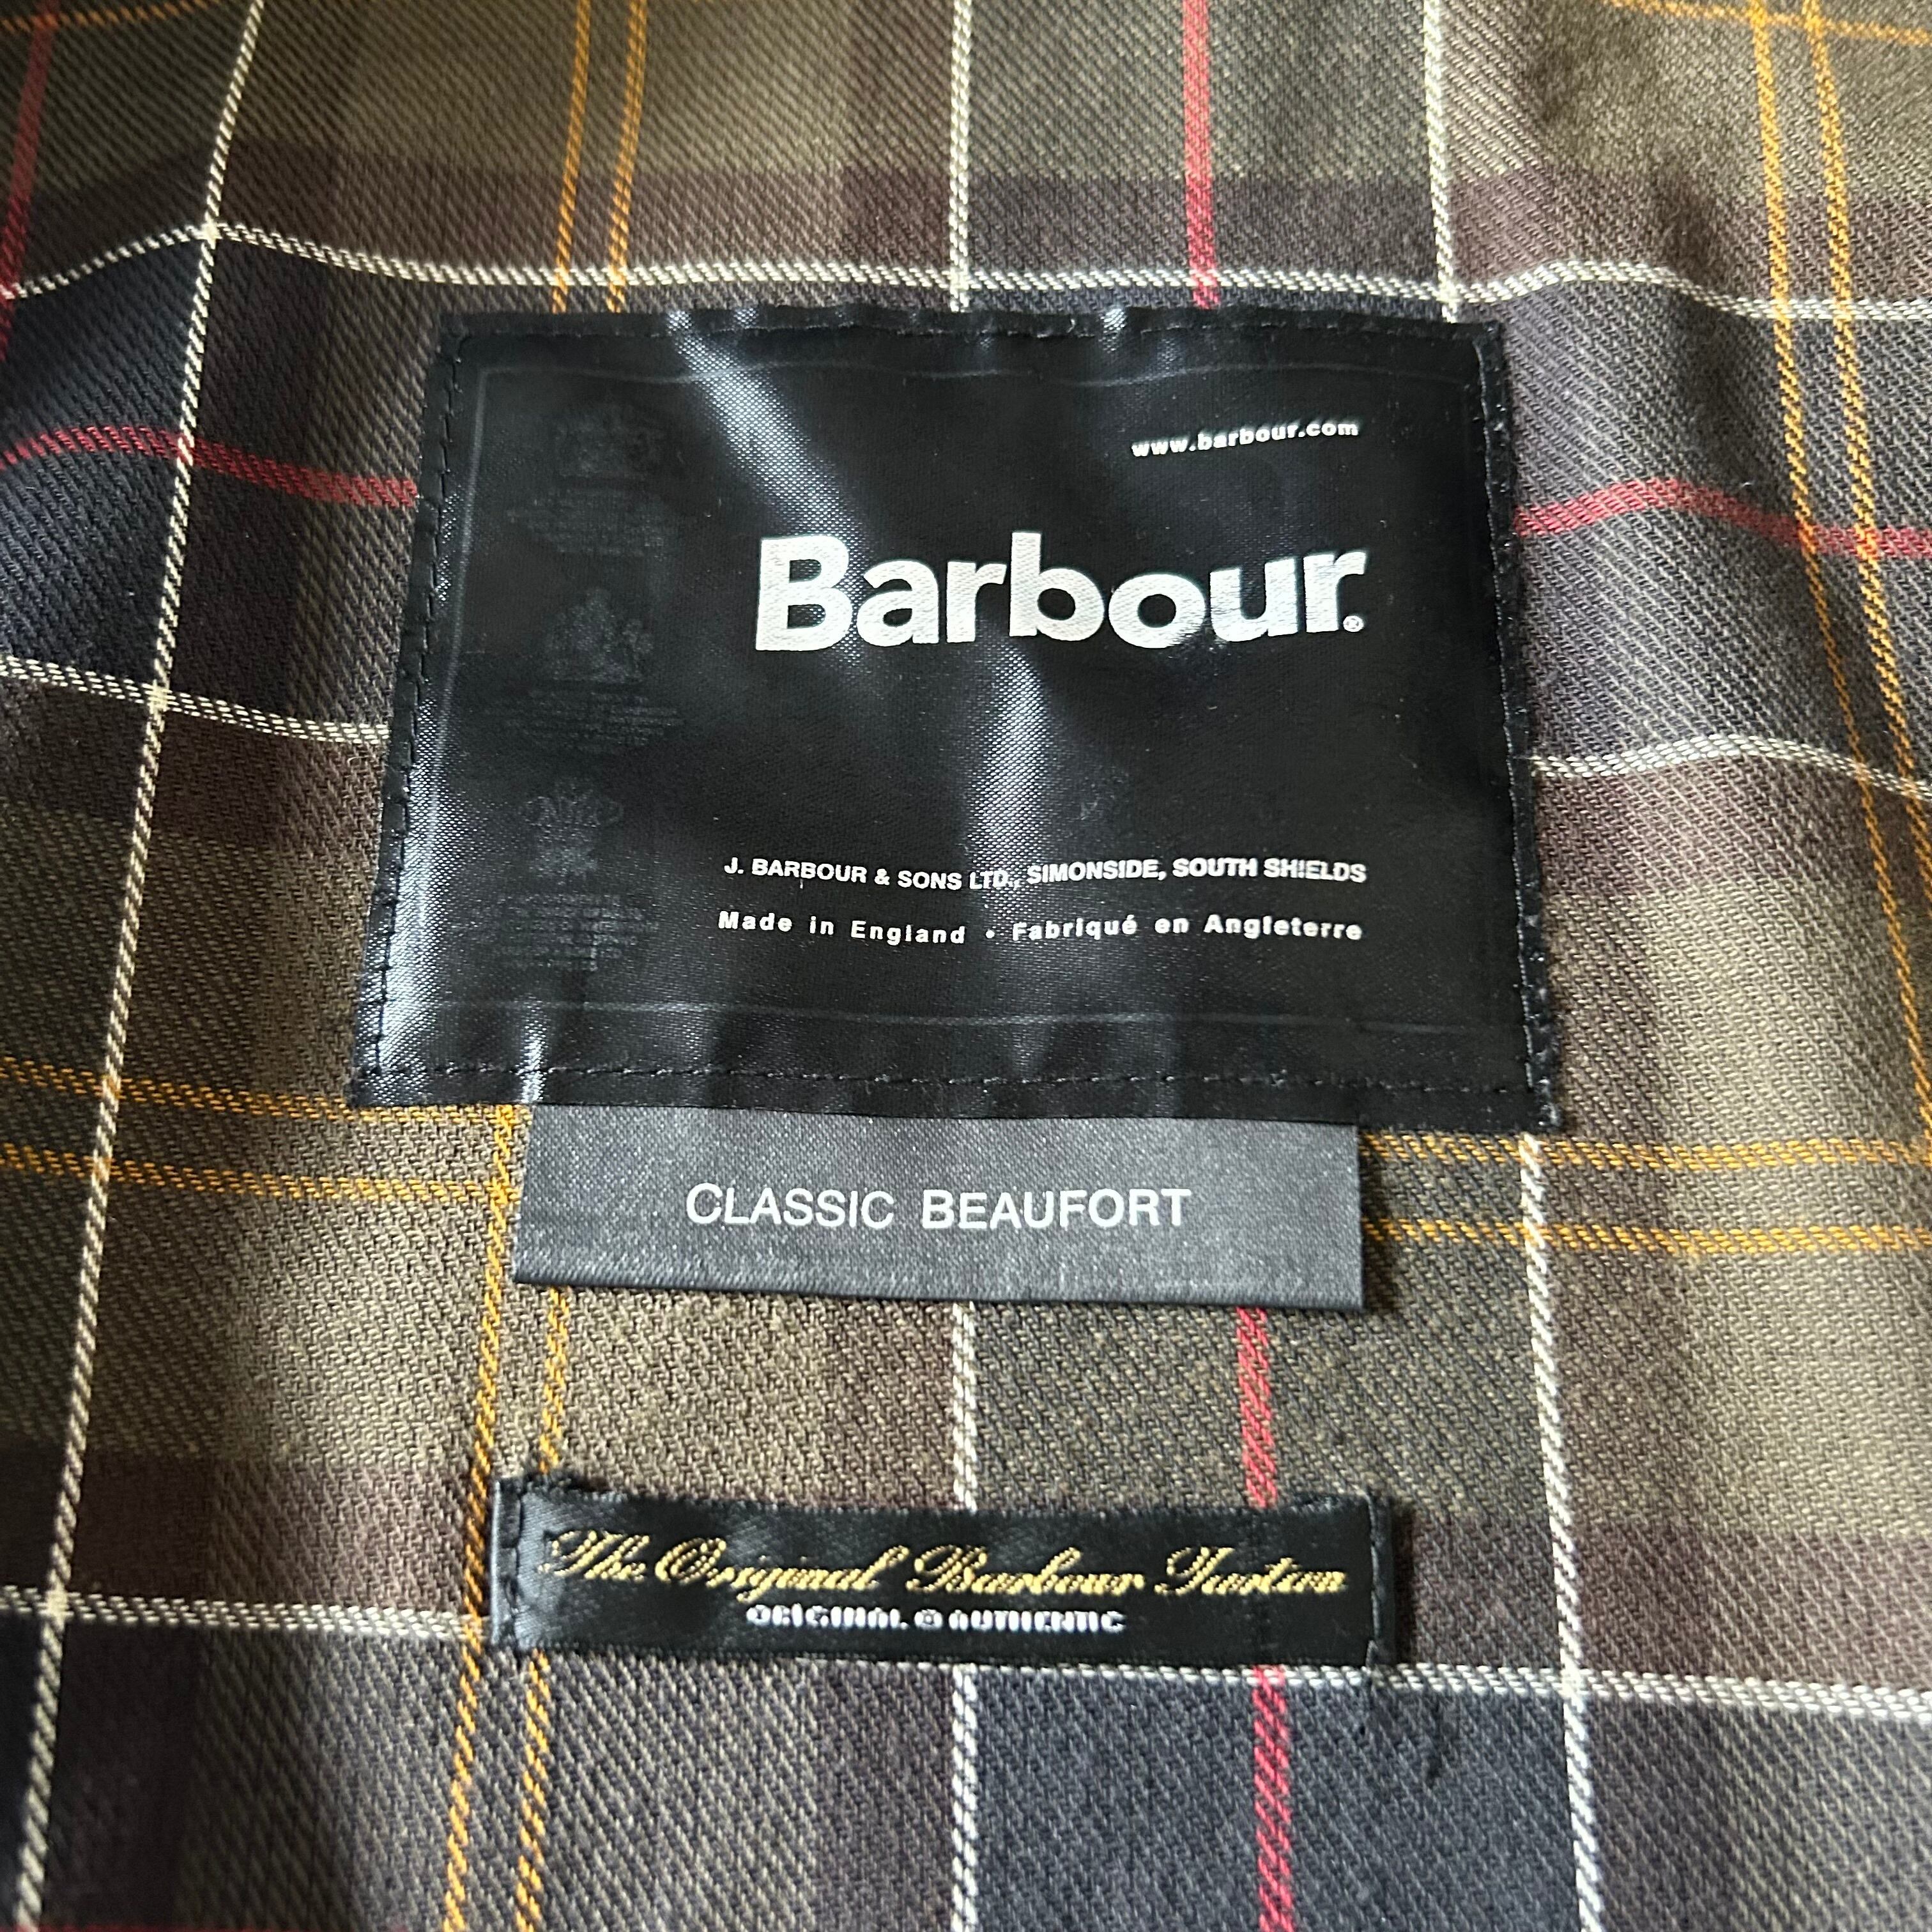 www.barbour.com
Barbour.®
J. BARBOUR & SONS LTD., SIMONSIDE, SOUTH SHIELDS
Made in England • Fabriqué en Angleterre
CLASSIC BEAUFORT
The Original Barbour Tartan
ORIGINAL & AUTHENTIC